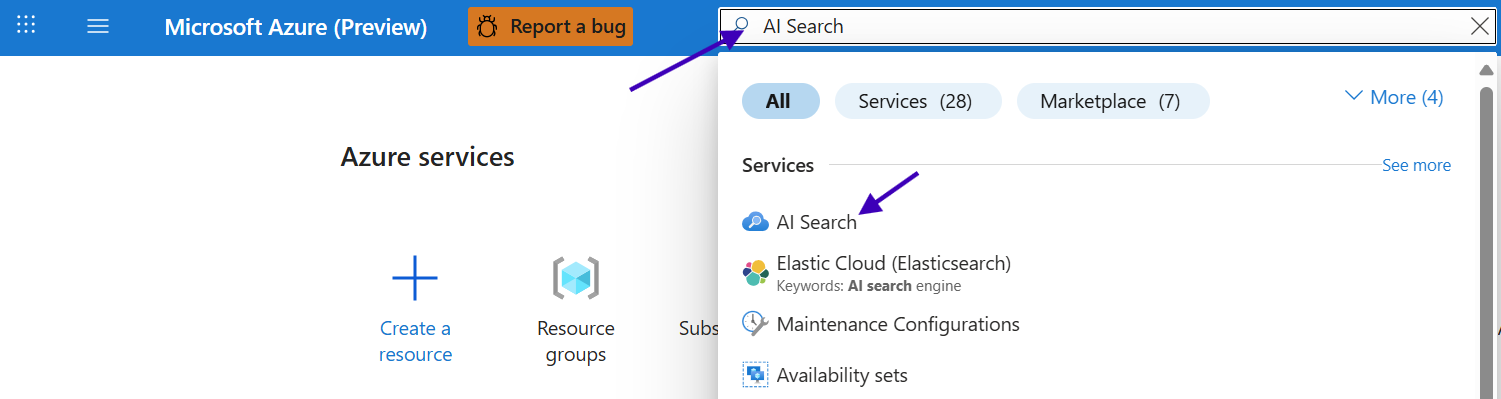 Microsoft Azure (Preview)
Report a bug
AI Search
All
Services (28)
Marketplace (7)
More (4)
Azure services
Services
See more
AI Search
Elastic Cloud (Elasticsearch)
Keywords: AI search engine
Maintenance Configurations
Availability sets
Create a
resource
Resource
groups
Subs